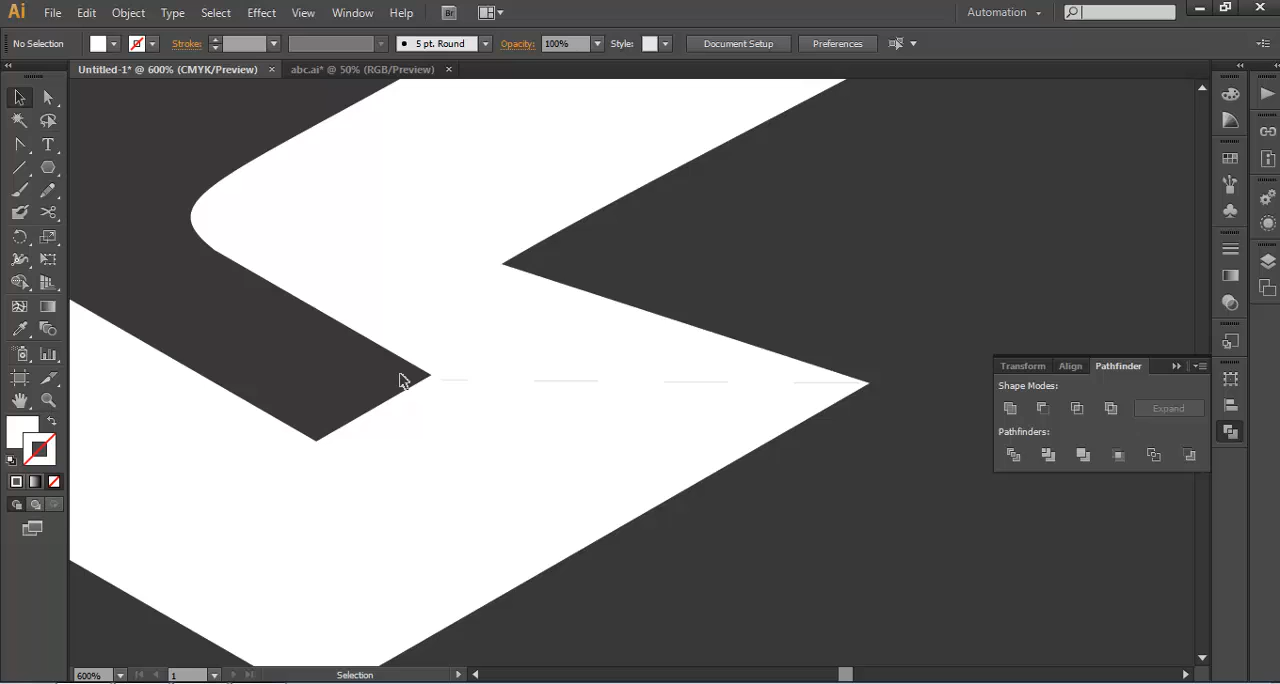 Ai File Edit Object Type Select Effect View Window Help Br Automation
No Selection Stroke: 5 pt. Round Opacity: 100% Style: Document Setup Preferences
Untitled-1* @ 600% (CMYK/Preview) × abc.ai* @ 50% (RGB/Preview) ×
Transform Align Pathfinder
Shape Modes:
Expand
Pathfinders:
600% 1 Selection